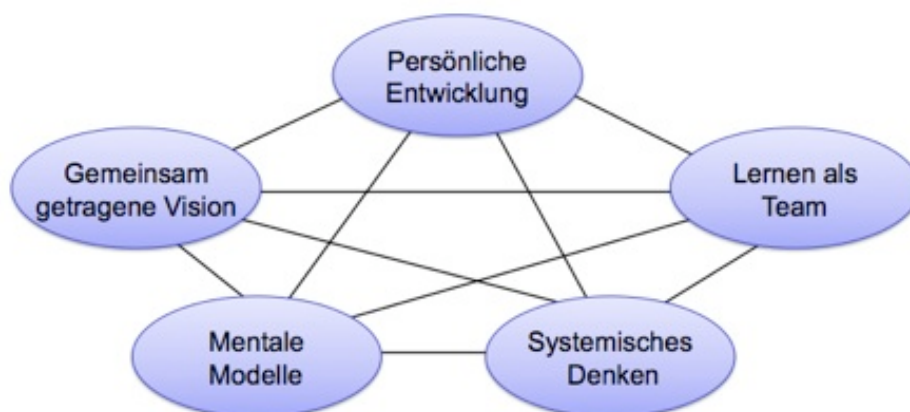 Persönliche
Entwicklung
Gemeinsam
getragene Vision
Lernen als
Team
Mentale
Modelle
Systemisches
Denken